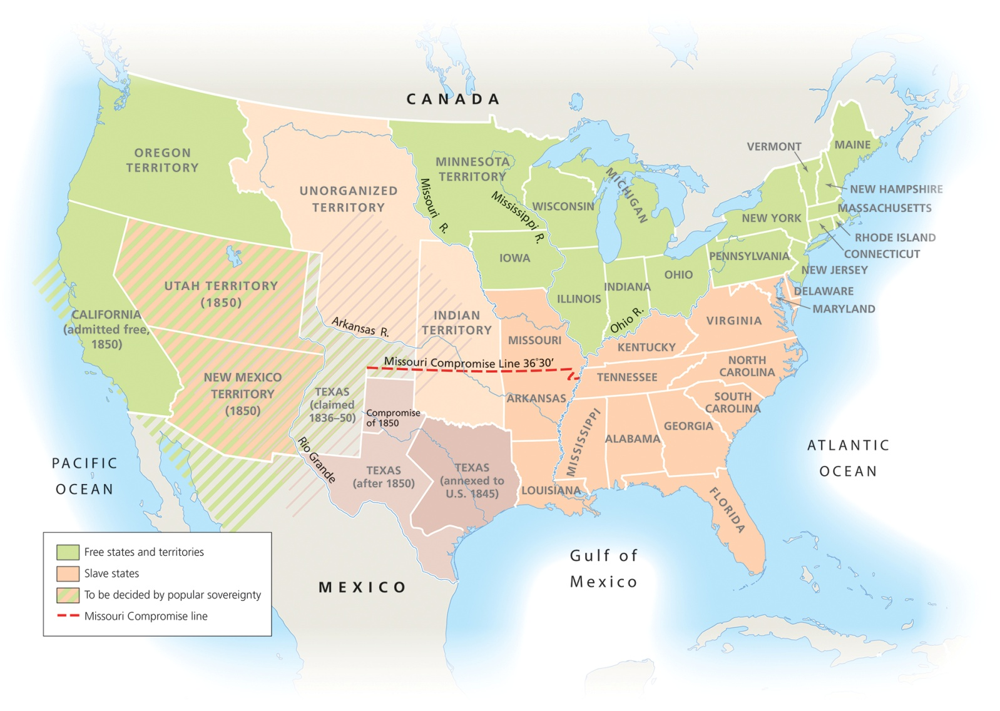 CANADA
OREGON
TERRITORY
UNORGANIZED
TERRITORY
MINNESOTA
TERRITORY
Missouri R.
Mississippi R.
WISCONSIN
MICHIGAN
VERMONT
MAINE
NEW HAMPSHIRE
MASSACHUSETTS
NEW YORK
RHODE ISLAND
CONNECTICUT
PENNSYLVANIA
NEW JERSEY
DELAWARE
MARYLAND
IOWA
ILLINOIS
INDIANA
OHIO
Ohio R.
UTAH TERRITORY
(1850)
CALIFORNIA
(admitted free,
1850)
Arkansas R.
INDIAN
TERRITORY
MISSOURI
KENTUCKY
VIRGINIA
Missouri Compromise Line 36°30’
NEW MEXICO
TERRITORY
(1850)
TEXAS
(claimed
1836–50)
Compromise
of 1850
ARKANSAS
TENNESSEE
NORTH
CAROLINA
SOUTH
CAROLINA
MISSISSIPPI
ALABAMA
GEORGIA
Rio Grande
TEXAS
(after 1850)
TEXAS
(annexed to
U.S. 1845)
LOUISIANA
FLORIDA
PACIFIC
OCEAN
ATLANTIC
OCEAN
Gulf of
Mexico
MEXICO
Free states and territories
Slave states
To be decided by popular sovereignty
Missouri Compromise line